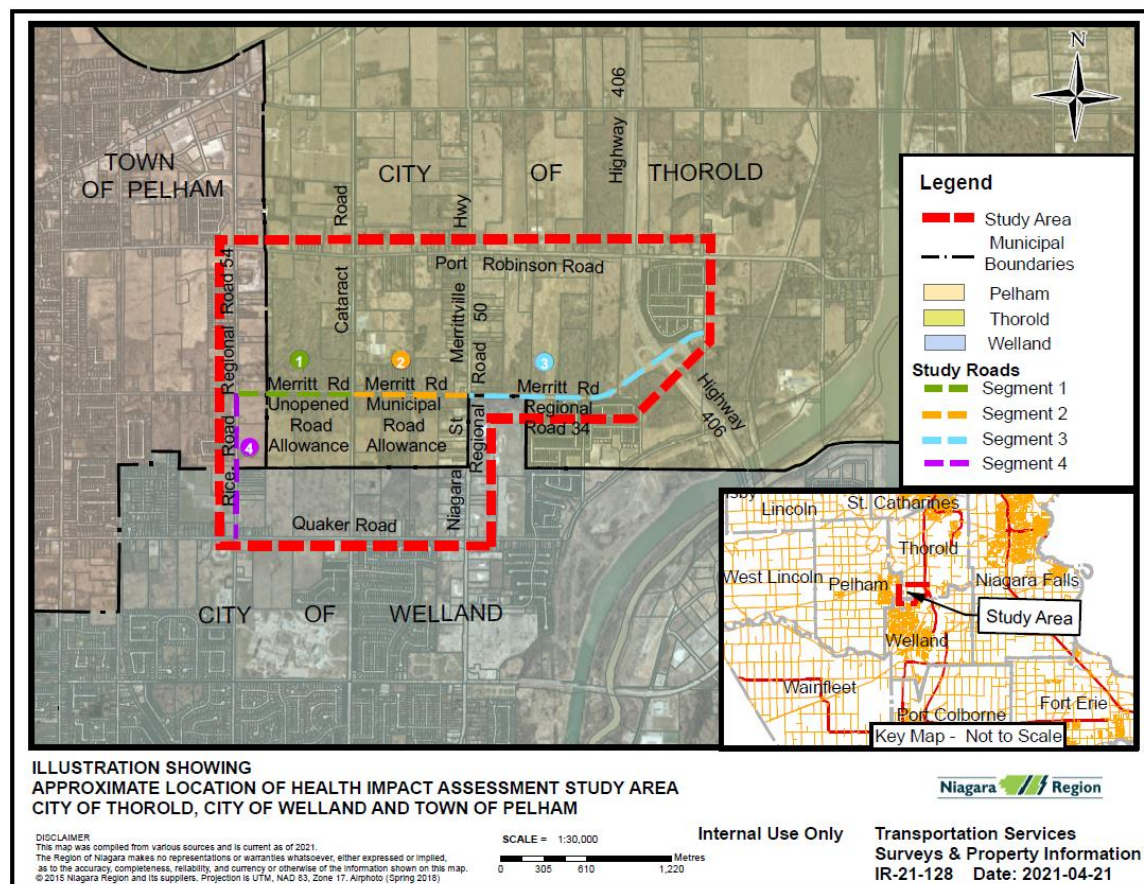 N
TOWN
OF PELHAM
CITY OF THOROLD
Highway 406
Cataract Road
Merrittville Hwy
Port Robinson Road
Regional Road 54
Rice Road
Niagara St
Regional Road 50
1
2
3
4
Merritt Rd
Unopened
Road
Allowance
Merritt Rd
Municipal
Road
Allowance
Merritt Rd
Regional
Road 34
Highway
406
Quaker Road
CITY OF WELLAND
Legend
Study Area
Municipal
Boundaries
Pelham
Thorold
Welland
Study Roads
Segment 1
Segment 2
Segment 3
Segment 4
Lincoln
St. Catharines
Thorold
West Lincoln
Pelham
Niagara Falls
Study Area
Welland
Wainfleet
Port Colborne
Fort Erie
Key Map - Not to Scale
ILLUSTRATION SHOWING
APPROXIMATE LOCATION OF HEALTH IMPACT ASSESSMENT STUDY AREA
CITY OF THOROLD, CITY OF WELLAND AND TOWN OF PELHAM
DISCLAIMER
This map was compiled from various sources and is current as of 2021.
The Region of Niagara makes no representations or warranties whatsoever, either expressed or implied,
as to the accuracy, completeness, reliability, and currency or otherwise of the information shown on this map.
© 2015 Niagara Region and its suppliers. Projection is UTM, NAD 83, Zone 17. Airphoto (Spring 2018)
SCALE = 1:30,000
0 305 610 1,220 Metres
Internal Use Only
Niagara Region
Transportation Services
Surveys & Property Information
IR-21-128 Date: 2021-04-21